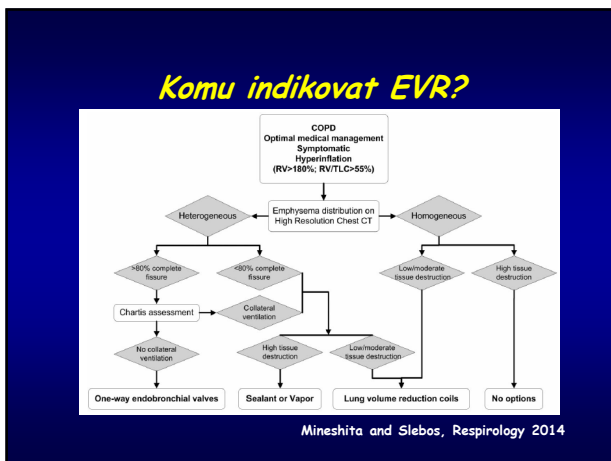 Komu indikovat EVR?
COPD
Optimal medical management
Symptomatic
Hyperinflation
(RV>180%; RV/TLC>55%)
Heterogeneous
Emphysema distribution on
High Resolution Chest CT
Homogeneous
>80% complete
fissure
<80% complete
fissure
Low/moderate
tissue destruction
High tissue
destruction
Chartis assessment
Collateral
ventilation
No collateral
ventilation
High tissue
destruction
Low/moderate
tissue destruction
One-way endobronchial valves
Sealant or Vapor
Lung volume reduction coils
No options
Mineshita and Slebos, Respirology 2014